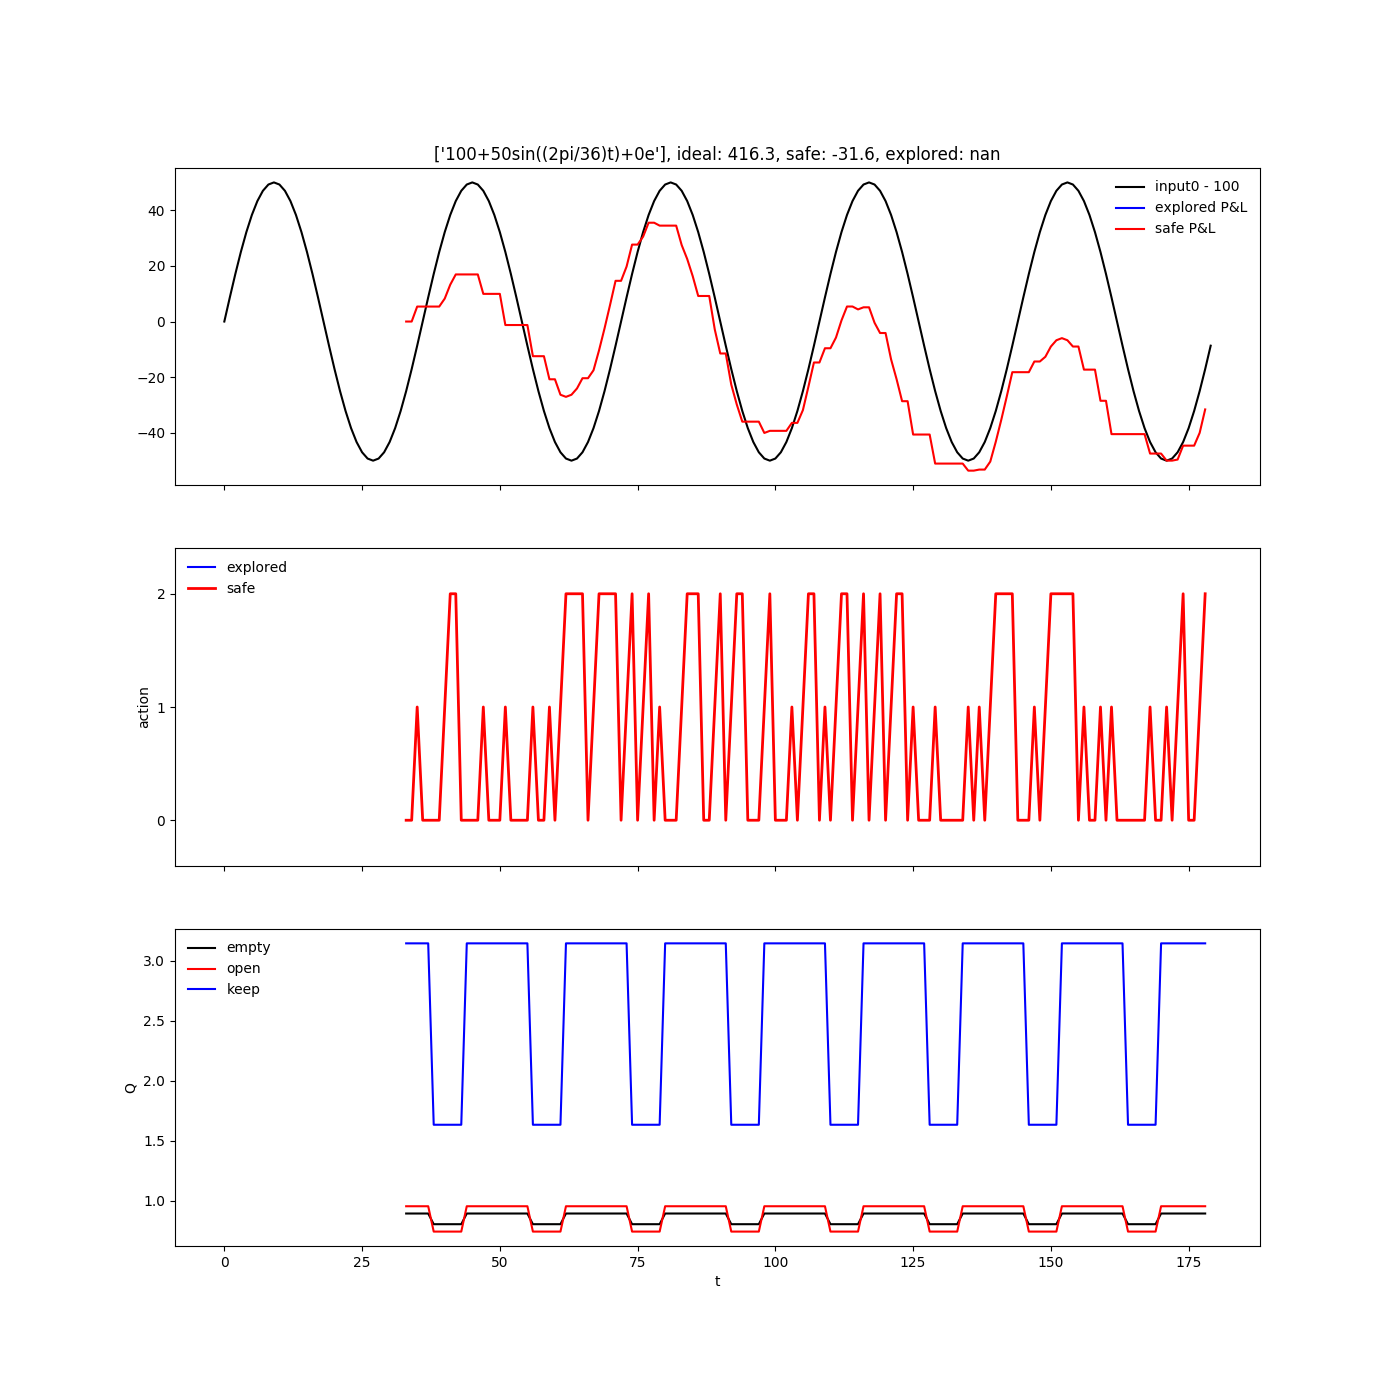 ['100+50sin((2pi/36)t)+0e'], ideal: 416.3, safe: -31.6, explored: nan
input0 - 100
explored P&L
safe P&L
40
20
0
−20
−40
explored
safe
2
1
0
action
empty
open
keep
3.0
2.5
2.0
1.5
1.0
Q
0
25
50
75
100
125
150
175
t